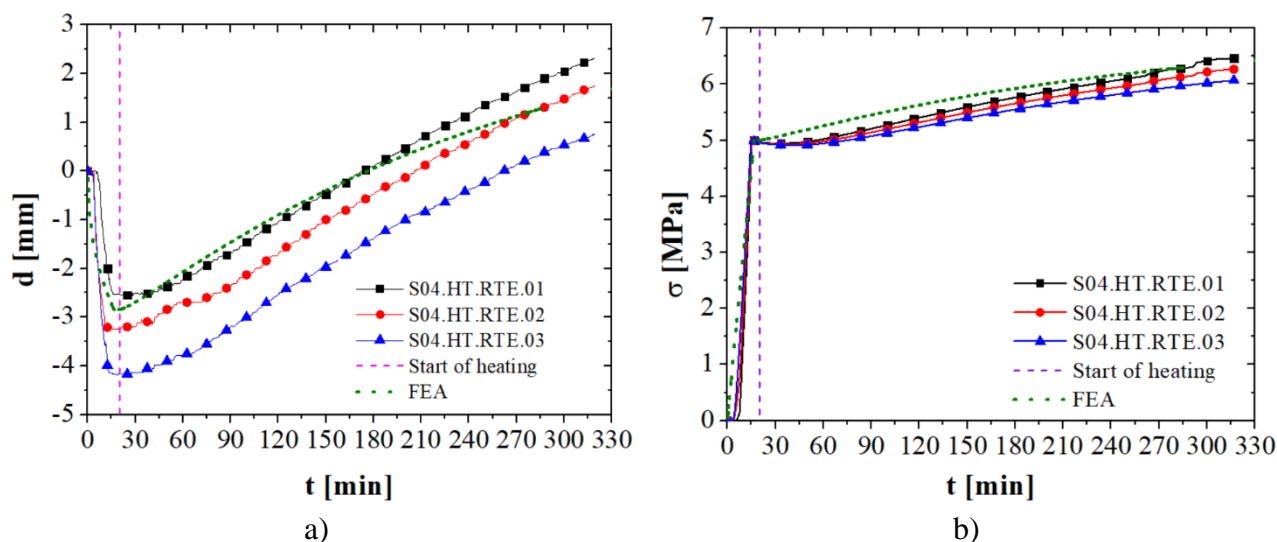 3
2
1
0
-1
-2
-3
-4
-5
d [mm]
S04.HT.RTE.01
S04.HT.RTE.02
S04.HT.RTE.03
Start of heating
FEA
0 30 60 90 120 150 180 210 240 270 300 330
t [min]
a)
7
6
5
4
3
2
1
0
σ [MPa]
S04.HT.RTE.01
S04.HT.RTE.02
S04.HT.RTE.03
Start of heating
FEA
0 30 60 90 120 150 180 210 240 270 300 330
t [min]
b)